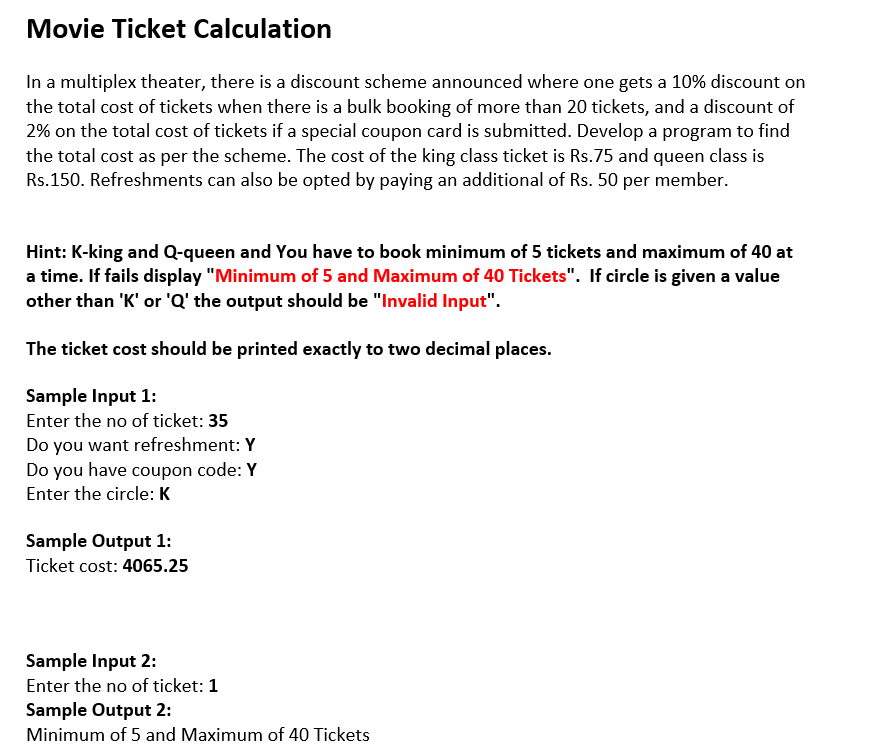 Movie Ticket Calculation
In a multiplex theater, there is a discount scheme announced where one gets a 10% discount on
the total cost of tickets when there is a bulk booking of more than 20 tickets, and a discount of
2% on the total cost of tickets if a special coupon card is submitted. Develop a program to find
the total cost as per the scheme. The cost of the king class ticket is Rs.75 and queen class is
Rs.150. Refreshments can also be opted by paying an additional of Rs. 50 per member.
Hint: K-king and Q-queen and You have to book minimum of 5 tickets and maximum of 40 at
a time. If fails display "Minimum of 5 and Maximum of 40 Tickets". If circle is given a value
other than 'K' or 'Q' the output should be "Invalid Input".
The ticket cost should be printed exactly to two decimal places.
Sample Input 1:
Enter the no of ticket: 35
Do you want refreshment: Y
Do you have coupon code: Y
Enter the circle: K
Sample Output 1:
Ticket cost: 4065.25
Sample Input 2:
Enter the no of ticket: 1
Sample Output 2:
Minimum of 5 and Maximum of 40 Tickets